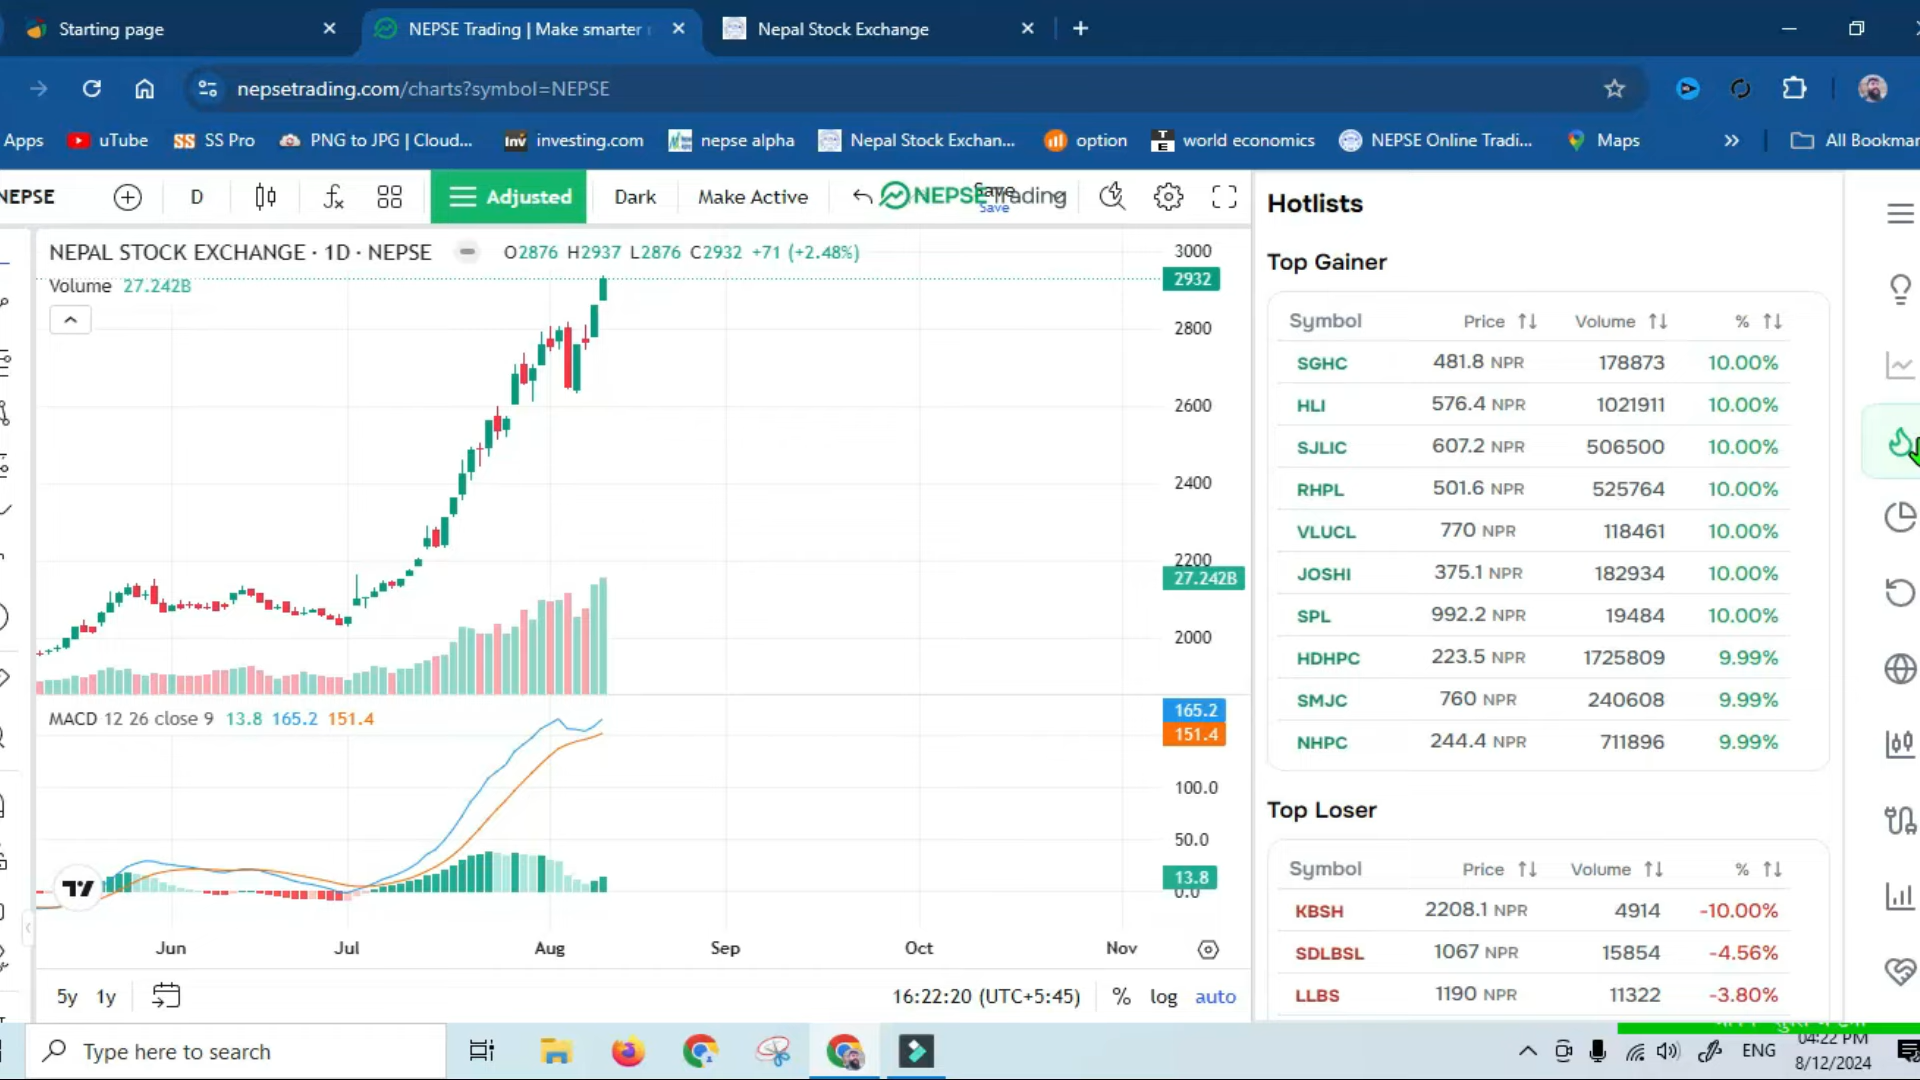 Starting page
NEPSE Trading | Make smarter
Nepal Stock Exchange
nepsetrading.com/charts?symbol=NEPSE
Apps
uTube
SS Pro
PNG to JPG | Cloud...
investing.com
nepse alpha
Nepal Stock Exchan...
option
world economics
NEPSE Online Tradi...
Maps
All Bookmar
NEPSE
D
Adjusted
Dark
Make Active
NEPSE Trading
Save
Save
NEPAL STOCK EXCHANGE · 1D · NEPSE
O2876 H2937 L2876 C2932 +71 (+2.48%)
Volume 27.242B
3000
2932
2800
2600
2400
2200
27.242B
2000
MACD 12 26 close 9 13.8 165.2 151.4
165.2
151.4
100.0
50.0
13.8
0.0
Jun Jul Aug Sep Oct Nov
5y 1y
16:22:20 (UTC+5:45) % log auto
Hotlists
Top Gainer
Symbol Price Volume %
SGHC 481.8 NPR 178873 10.00%
HLI 576.4 NPR 1021911 10.00%
SJLIC 607.2 NPR 506500 10.00%
RHPL 501.6 NPR 525764 10.00%
VLUCL 770 NPR 118461 10.00%
JOSHI 375.1 NPR 182934 10.00%
SPL 992.2 NPR 19484 10.00%
HDHPC 223.5 NPR 1725809 9.99%
SMJC 760 NPR 240608 9.99%
NHPC 244.4 NPR 711896 9.99%
Top Loser
Symbol Price Volume %
KBSH 2208.1 NPR 4914 -10.00%
SDLBSL 1067 NPR 15854 -4.56%
LLBS 1190 NPR 11322 -3.80%
Type here to search
ENG
04:22 PM
8/12/2024